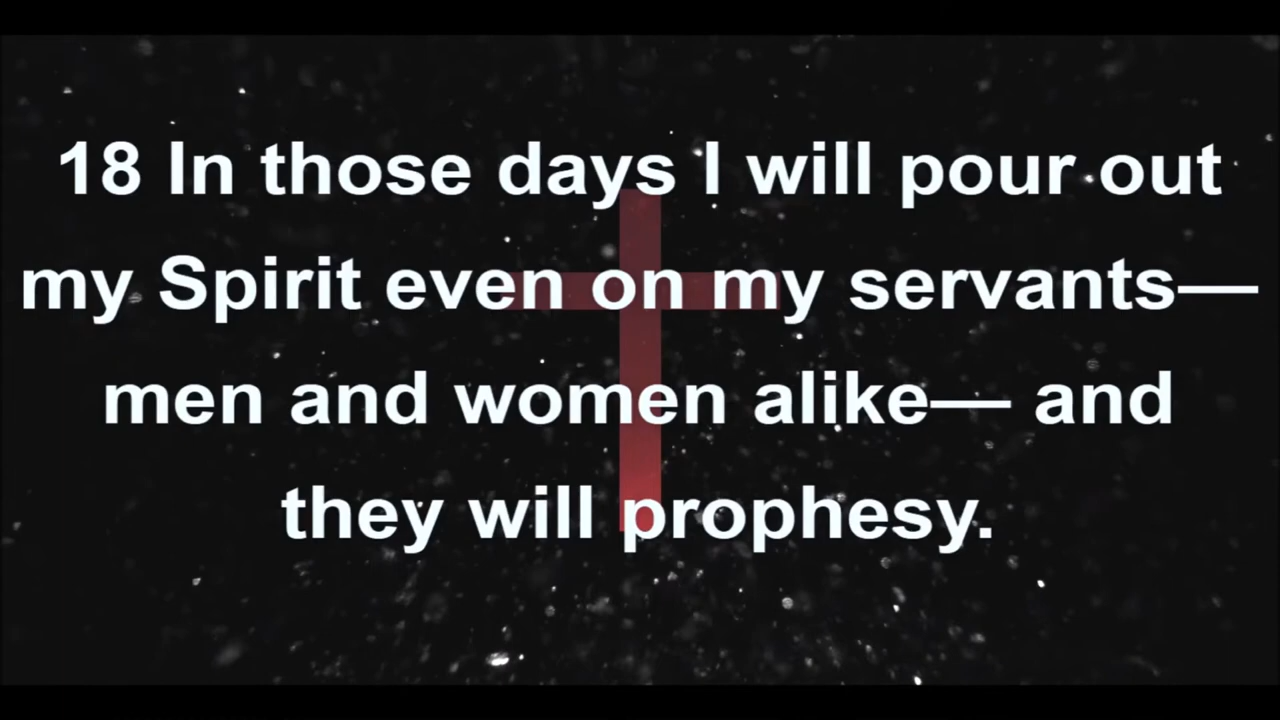 18 In those days I will pour out
my Spirit even on my servants—
men and women alike— and
they will prophesy.